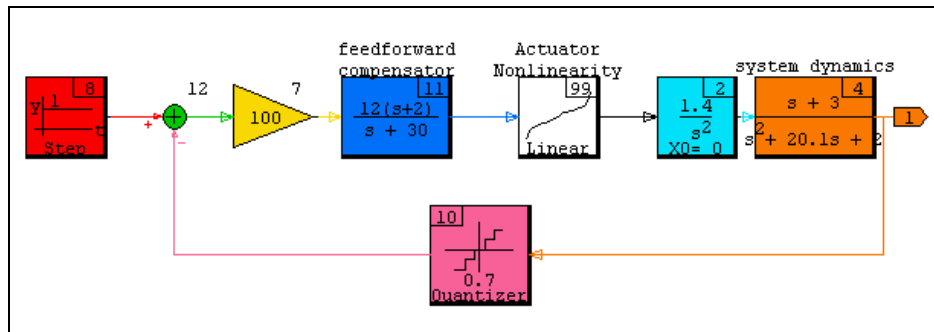 feedforward
compensator
Actuator
Nonlinearity
system dynamics
8
y 1
t
Step
12
+
-
7
100
11
12(s+2)
s + 30
99
Linear
2
1.4
s²
X0= 0
4
s + 3
s² + 20.1s + 2
1
10
0.7
Quantizer